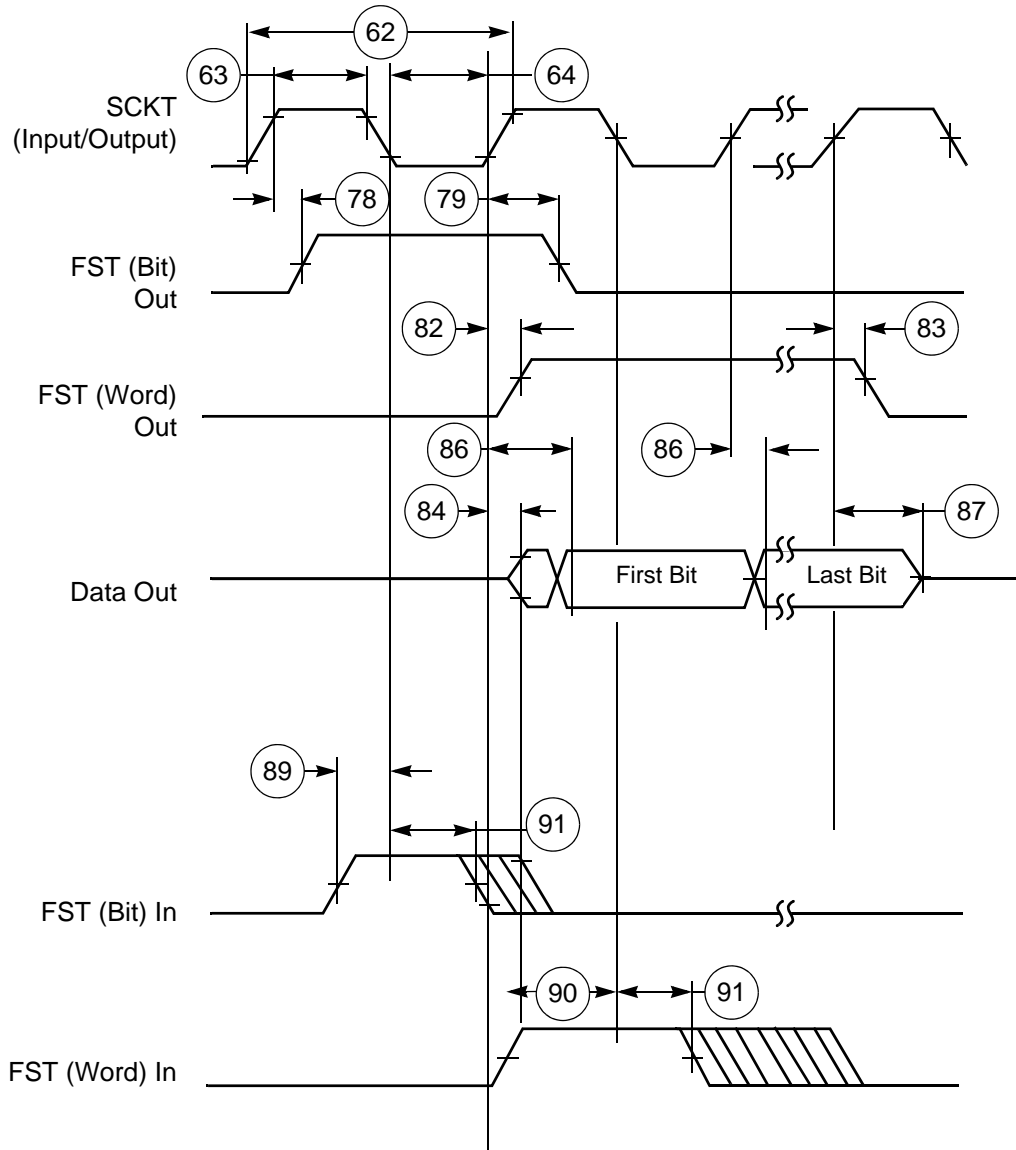 62
63
64
SCKT
(Input/Output)
78
79
FST (Bit)
Out
82
83
FST (Word)
Out
86
86
84
87
First Bit
Last Bit
Data Out
89
91
FST (Bit) In
90
91
FST (Word) In